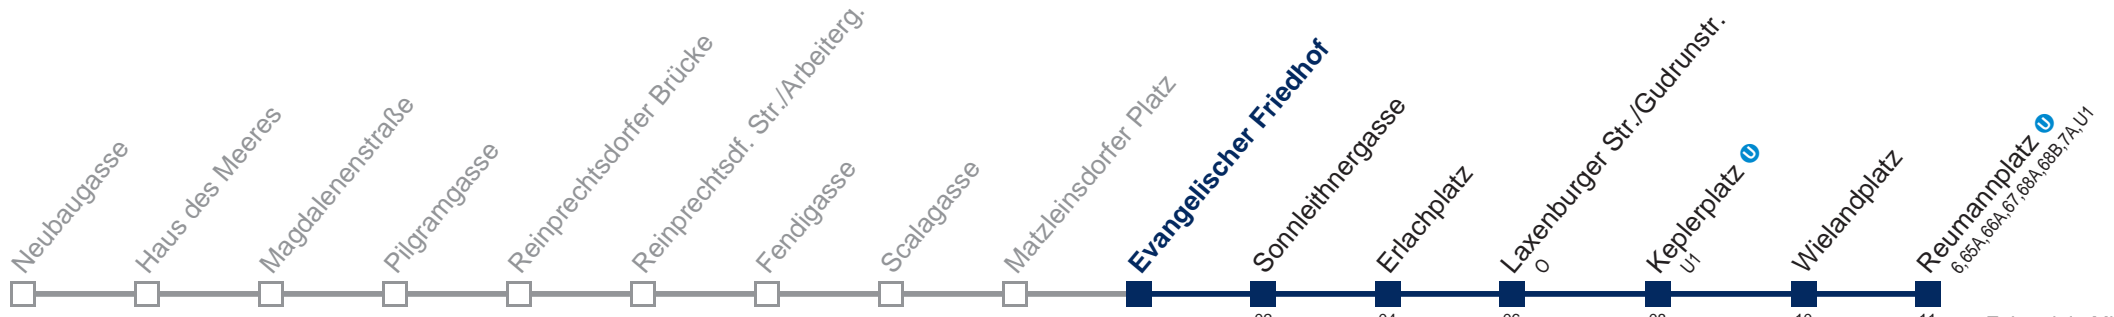 Neubaugasse
Haus des Meeres
Magdalenenstraße
Pilgramgasse
Reinprechtsdorfer Brücke
Reinprechtsdf. Str./Arbeiterg.
Fendigasse
Scalagasse
Matzleinsdorfer Platz
Evangelischer Friedhof
Sonnleithnergasse
Erlachplatz
Laxenburger Str./Gudrunstr.
O
Keplerplatz U
U1
Wielandplatz
Reumannplatz U
6,65A,66A,67,68A,68B,7A,U1